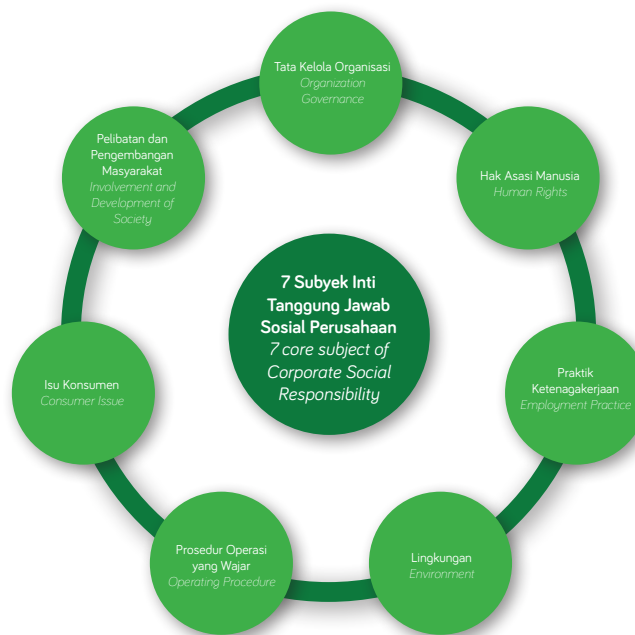 Tata Kelola Organisasi
Organization
Governance
Hak Asasi Manusia
Human Rights
Praktik
Ketenagakerjaan
Employment Practice
Lingkungan
Environment
Prosedur Operasi
yang Wajar
Operating Procedure
Isu Konsumen
Consumer Issue
Pelibatan dan
Pengembangan
Masyarakat
Involvement and
Development of
Society
7 Subyek Inti
Tanggung Jawab
Sosial Perusahaan
7 core subject of
Corporate Social
Responsibility